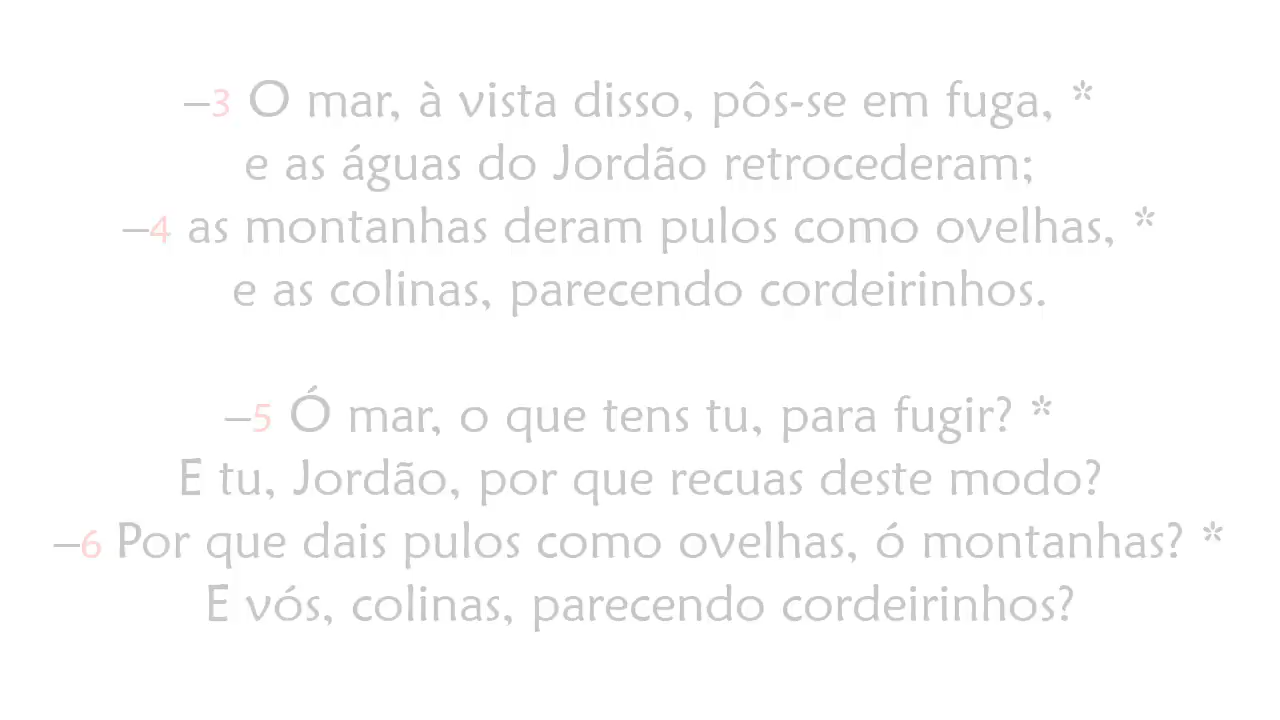 –3 O mar, à vista disso, pôs-se em fuga, *
e as águas do Jordão retrocederam;
–4 as montanhas deram pulos como ovelhas, *
e as colinas, parecendo cordeirinhos.
–5 Ó mar, o que tens tu, para fugir? *
E tu, Jordão, por que recuas deste modo?
–6 Por que dais pulos como ovelhas, ó montanhas? *
E vós, colinas, parecendo cordeirinhos?